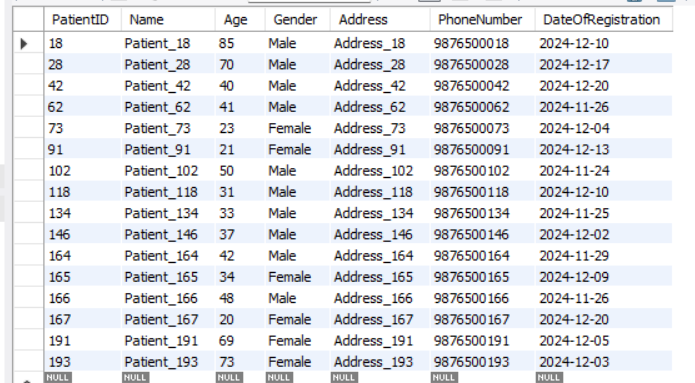 PatientID Name Age Gender Address PhoneNumber DateOfRegistration
18 Patient_18 85 Male Address_18 9876500018 2024-12-10
28 Patient_28 70 Male Address_28 9876500028 2024-12-17
42 Patient_42 40 Male Address_42 9876500042 2024-12-20
62 Patient_62 41 Male Address_62 9876500062 2024-11-26
73 Patient_73 23 Female Address_73 9876500073 2024-12-04
91 Patient_91 21 Female Address_91 9876500091 2024-12-13
102 Patient_102 50 Male Address_102 9876500102 2024-11-24
118 Patient_118 31 Male Address_118 9876500118 2024-12-10
134 Patient_134 33 Male Address_134 9876500134 2024-11-25
146 Patient_146 37 Male Address_146 9876500146 2024-12-02
164 Patient_164 42 Male Address_164 9876500164 2024-11-29
165 Patient_165 34 Female Address_165 9876500165 2024-12-09
166 Patient_166 48 Male Address_166 9876500166 2024-11-26
167 Patient_167 20 Female Address_167 9876500167 2024-12-20
191 Patient_191 69 Female Address_191 9876500191 2024-12-05
193 Patient_193 73 Female Address_193 9876500193 2024-12-03
NULL NULL NULL NULL NULL NULL NULL